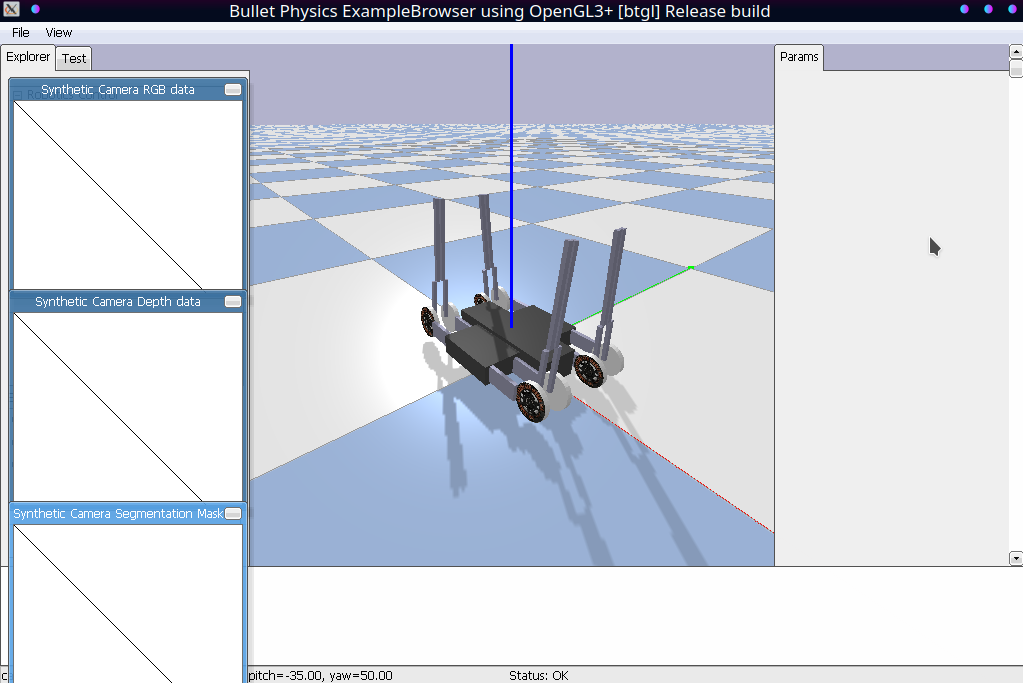 Bullet Physics ExampleBrowser using OpenGL3+ [btgl] Release build
File View
Explorer Test
Params
Synthetic Camera RGB data
Synthetic Camera Depth data
Synthetic Camera Segmentation Mask
pitch=-35.00, yaw=50.00
Status: OK